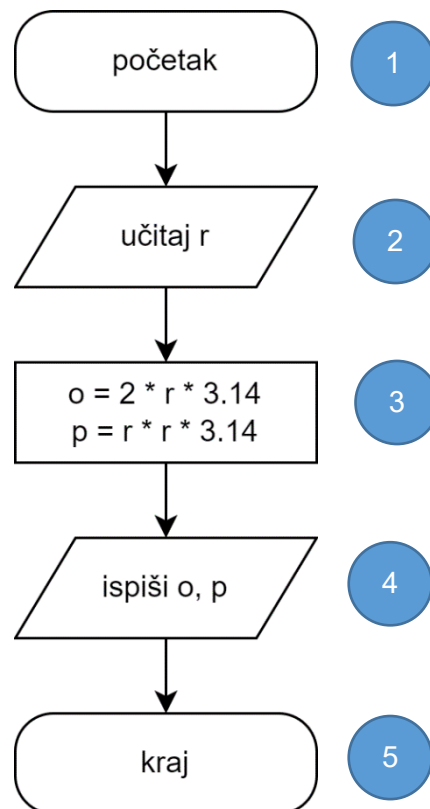 početak
1
učitaj r
2
o = 2 * r * 3.14
p = r * r * 3.14
3
ispiši o, p
4
kraj
5